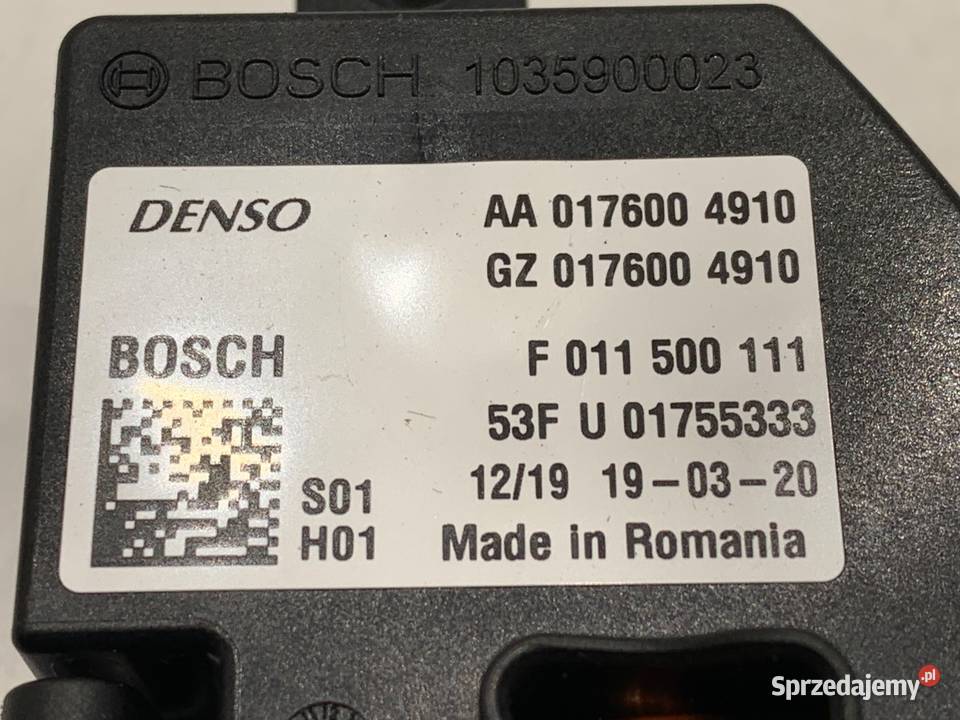 BOSCH 1035900023
DENSO AA 017600 4910
GZ 017600 4910
BOSCH F 011 500 111
53F U 01755333
S01 12/19 19-03-20
H01 Made in Romania
Sprzedajemy.pl